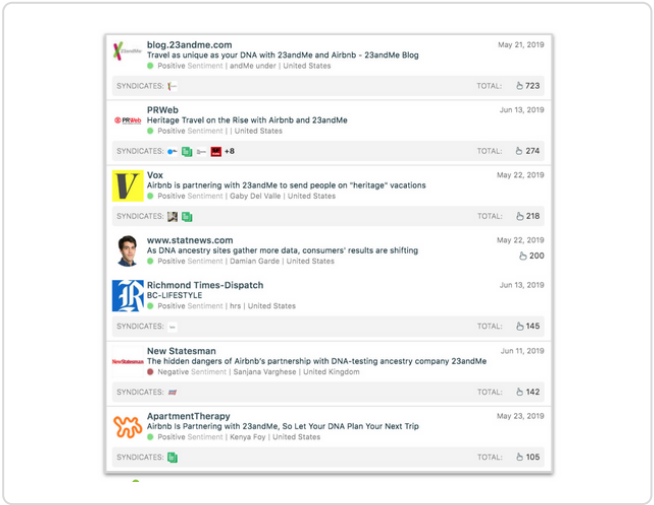 blog.23andme.com May 21, 2019
Travel as unique as your DNA with 23andMe and Airbnb - 23andMe Blog
Positive Sentiment | andMe under | United States
SYNDICATES: TOTAL: 723
PRWeb Jun 13, 2019
PRWeb Heritage Travel on the Rise with Airbnb and 23andMe
Positive Sentiment | | United States
SYNDICATES: +8 TOTAL: 274
Vox May 22, 2019
V Airbnb is partnering with 23andMe to send people on "heritage" vacations
Positive Sentiment | Gaby Del Valle | United States
SYNDICATES: TOTAL: 218
www.statnews.com May 22, 2019
As DNA ancestry sites gather more data, consumers' results are shifting
Positive Sentiment | Damian Garde | United States 200
Richmond Times-Dispatch Jun 13, 2019
BC-LIFESTYLE
Positive Sentiment | hrs | United States
SYNDICATES: TOTAL: 145
New Statesman Jun 11, 2019
NewStatesman The hidden dangers of Airbnb's partnership with DNA-testing ancestry company 23andMe
Negative Sentiment | Sanjana Varghese | United Kingdom
SYNDICATES: TOTAL: 142
ApartmentTherapy May 23, 2019
Airbnb Is Partnering with 23andMe, So Let Your DNA Plan Your Next Trip
Positive Sentiment | Kenya Foy | United States
SYNDICATES: TOTAL: 105